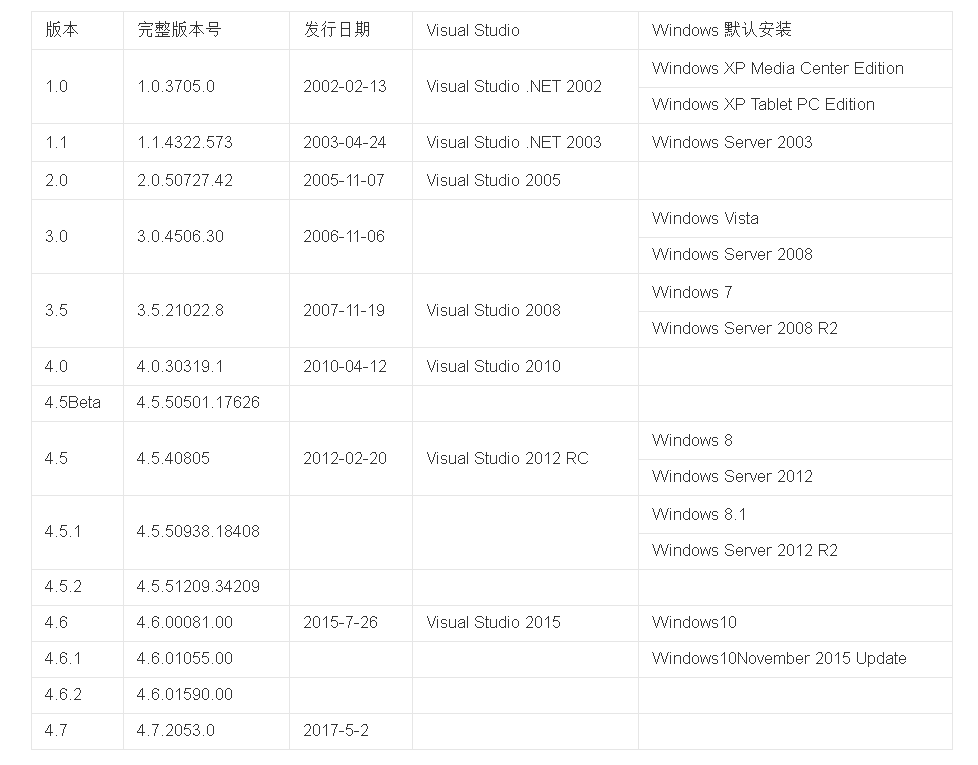 版本 完整版本号 发行日期 Visual Studio Windows 默认安装
1.0 1.0.3705.0 2002-02-13 Visual Studio .NET 2002 Windows XP Media Center Edition
Windows XP Tablet PC Edition
1.1 1.1.4322.573 2003-04-24 Visual Studio .NET 2003 Windows Server 2003
2.0 2.0.50727.42 2005-11-07 Visual Studio 2005
3.0 3.0.4506.30 2006-11-06 Windows Vista
Windows Server 2008
3.5 3.5.21022.8 2007-11-19 Visual Studio 2008 Windows 7
Windows Server 2008 R2
4.0 4.0.30319.1 2010-04-12 Visual Studio 2010
4.5Beta 4.5.50501.17626
4.5 4.5.40805 2012-02-20 Visual Studio 2012 RC Windows 8
Windows Server 2012
4.5.1 4.5.50938.18408 Windows 8.1
Windows Server 2012 R2
4.5.2 4.5.51209.34209
4.6 4.6.00081.00 2015-7-26 Visual Studio 2015 Windows10
4.6.1 4.6.01055.00 Windows10November 2015 Update
4.6.2 4.6.01590.00
4.7 4.7.2053.0 2017-5-2